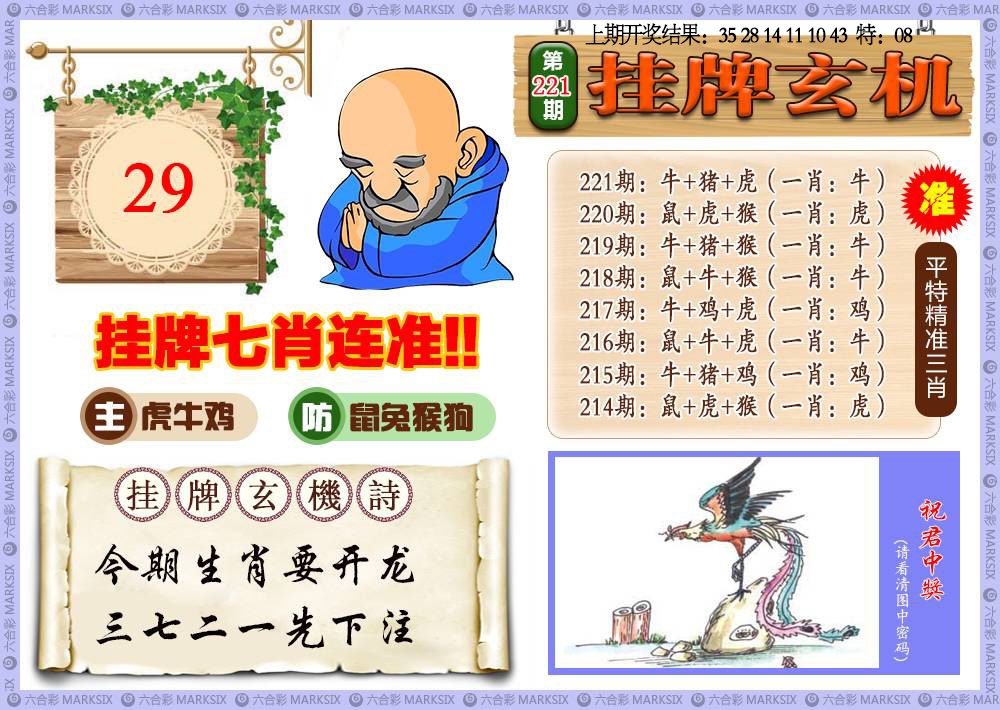 六合彩 MARKSIX
上期开奖结果：35 28 14 11 10 43 特：08
第221期
挂牌玄机
29
挂牌七肖连准!!
主 虎牛鸡
防 鼠兔猴狗
挂牌玄機詩
今期生肖要开龙
三七二一先下注
221期：牛+猪+虎（一肖：牛）
220期：鼠+虎+猴（一肖：虎）
219期：牛+猪+猴（一肖：牛）
218期：鼠+牛+猴（一肖：牛）
217期：牛+鸡+虎（一肖：鸡）
216期：鼠+牛+虎（一肖：牛）
215期：牛+猪+鸡（一肖：鸡）
214期：鼠+虎+猴（一肖：虎）
准
平特精准三肖
祝君中奖
（请看清图中密码）